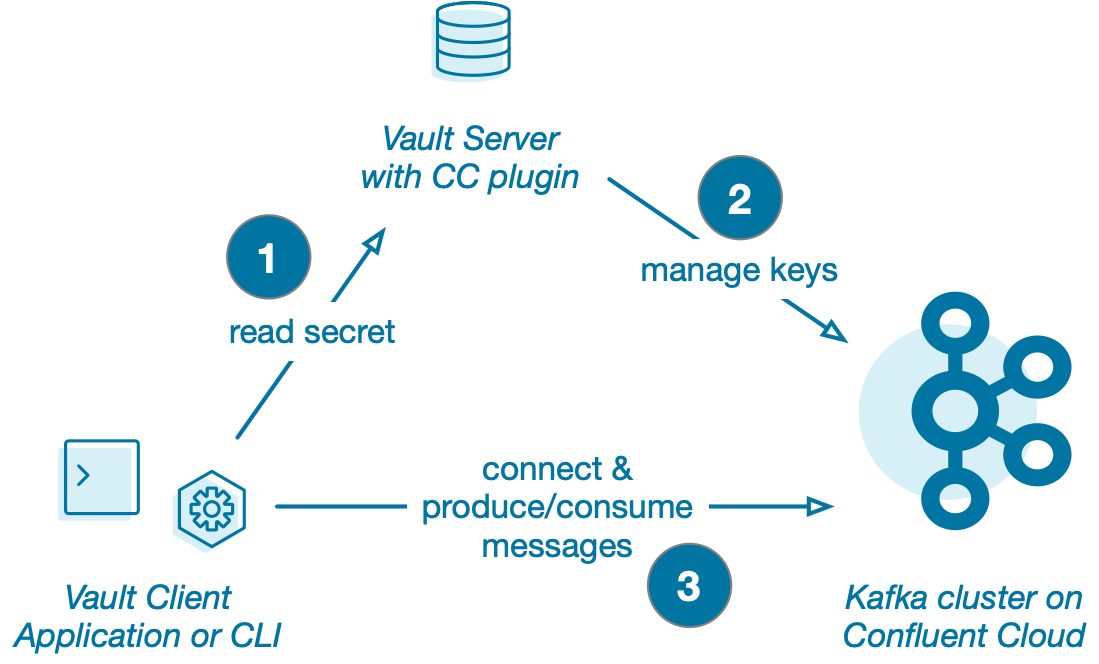 Vault Server
with CC plugin
1
read secret
2
manage keys
connect &
produce/consume
messages
3
Vault Client
Application or CLI
Kafka cluster on
Confluent Cloud